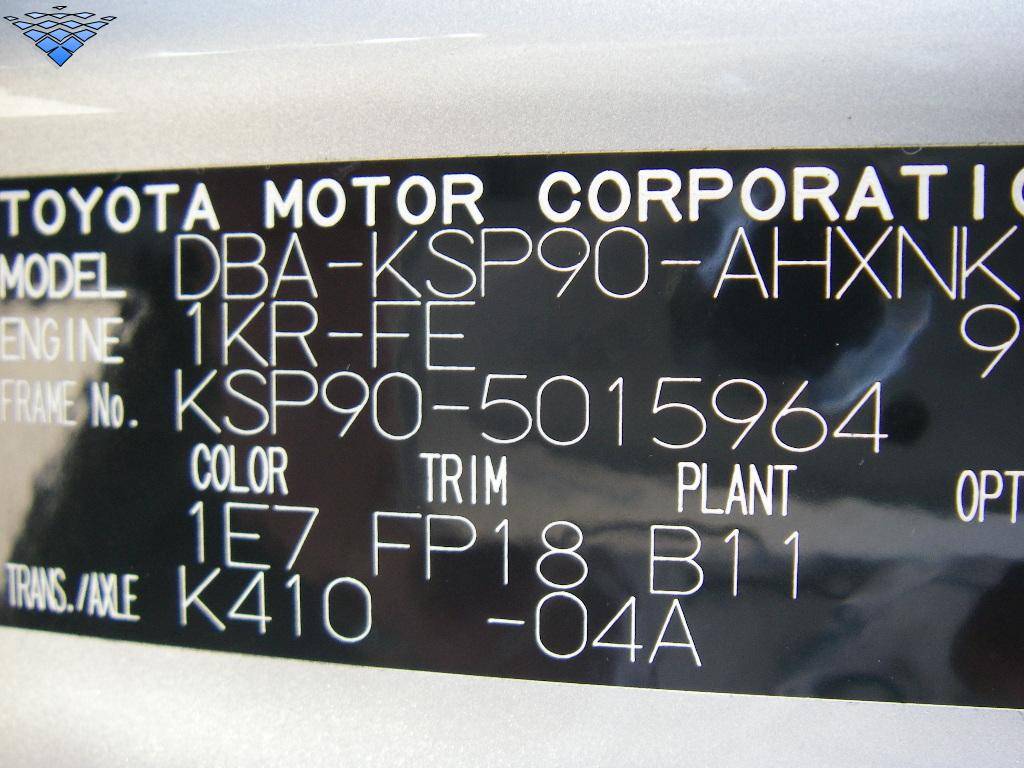 TOYOTA MOTOR CORPORATIO
MODEL DBA-KSP90-AHXNK
ENGINE 1KR-FE 9
FRAME No. KSP90-5015964
COLOR TRIM PLANT OPT
1E7 FP18 B11
TRANS./AXLE K410 -04A